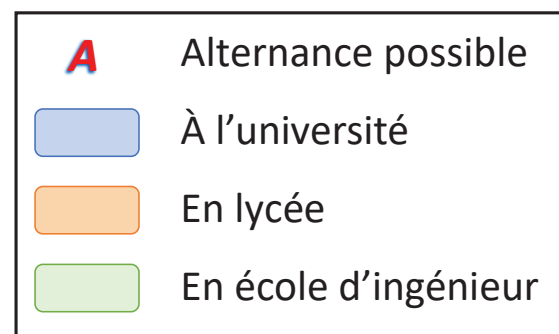 A Alternance possible
À l’université
En lycée
En école d’ingénieur